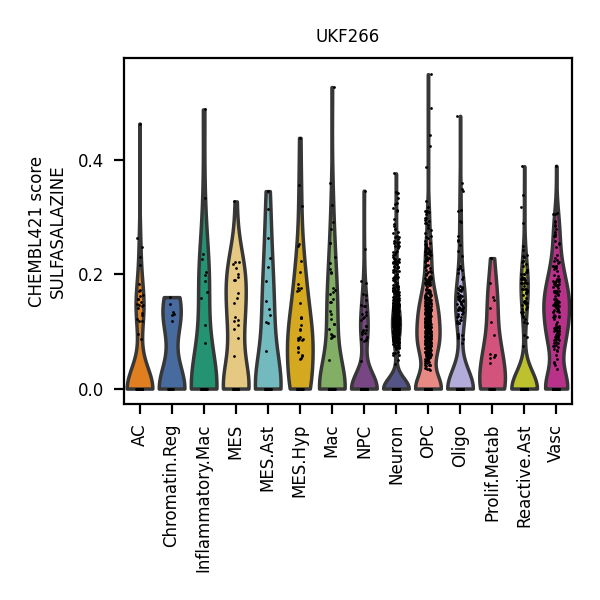 UKF266
CHEMBL421 score
SULFASALAZINE
0.4
0.2
0.0
AC
Chromatin.Reg
Inflammatory.Mac
MES
MES.Ast
MES.Hyp
Mac
NPC
Neuron
OPC
Oligo
Prolif.Metab
Reactive.Ast
Vasc